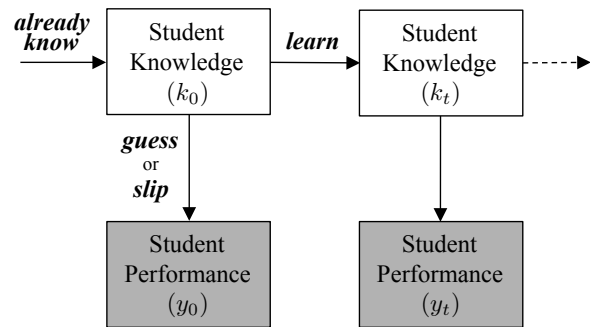 already
know
Student
Knowledge
(k₀)
learn
Student
Knowledge
(kₜ)
guess
or
slip
Student
Performance
(y₀)
Student
Performance
(yₜ)